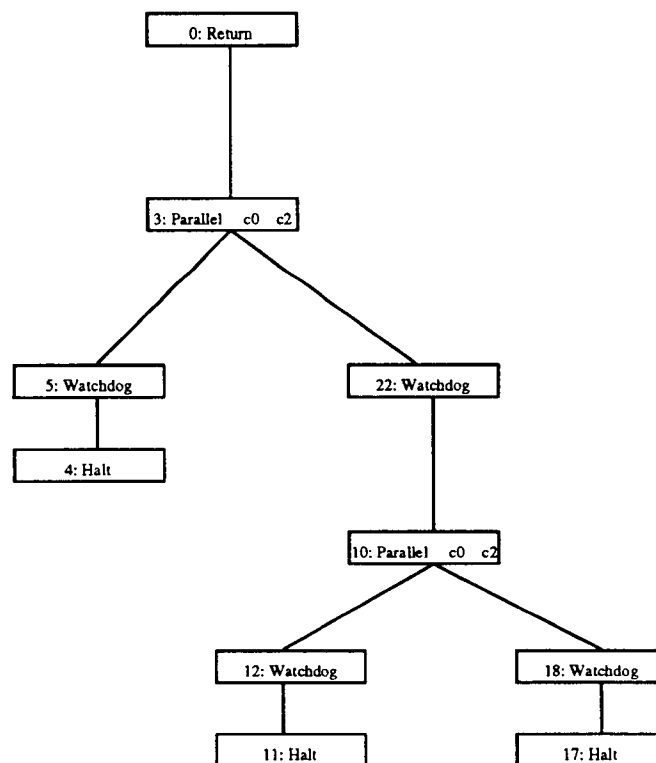 0: Return
3: Parallel c0 c2
5: Watchdog
22: Watchdog
4: Halt
10: Parallel c0 c2
12: Watchdog
18: Watchdog
11: Halt
17: Halt